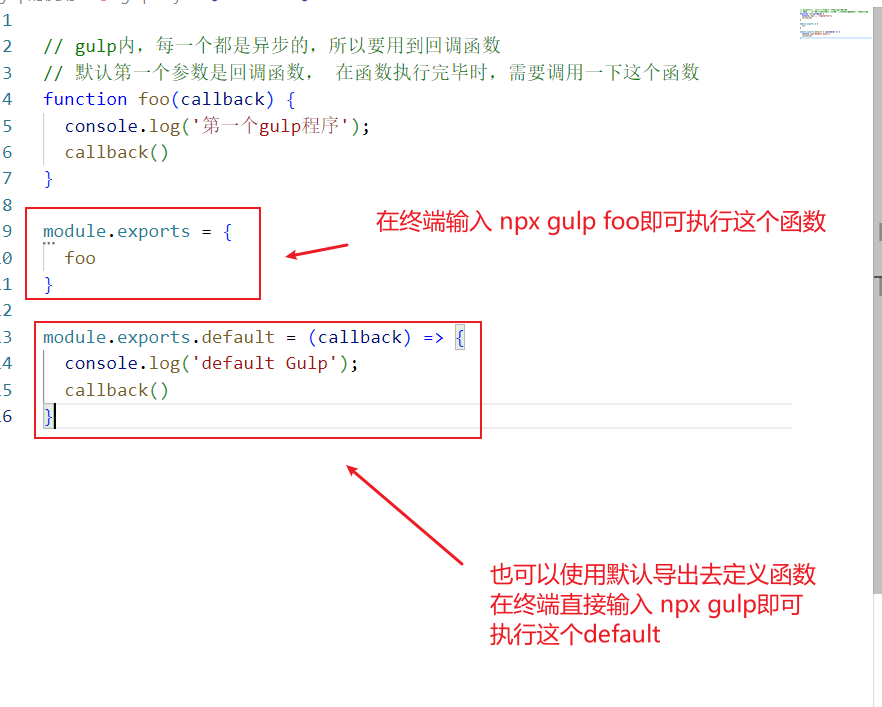 1
2 // gulp内，每一个都是异步的，所以要用到回调函数
3 // 默认第一个参数是回调函数， 在函数执行完毕时，需要调用一下这个函数
4 function foo(callback) {
5 console.log('第一个gulp程序');
6 callback()
7 }
8
9 module.exports = {
在终端输入 npx gulp foo即可执行这个函数
0 foo
1 }
2
3 module.exports.default = (callback) => {
4 console.log('default Gulp');
5 callback()
6 }
也可以使用默认导出去定义函数
在终端直接输入 npx gulp即可
执行这个default